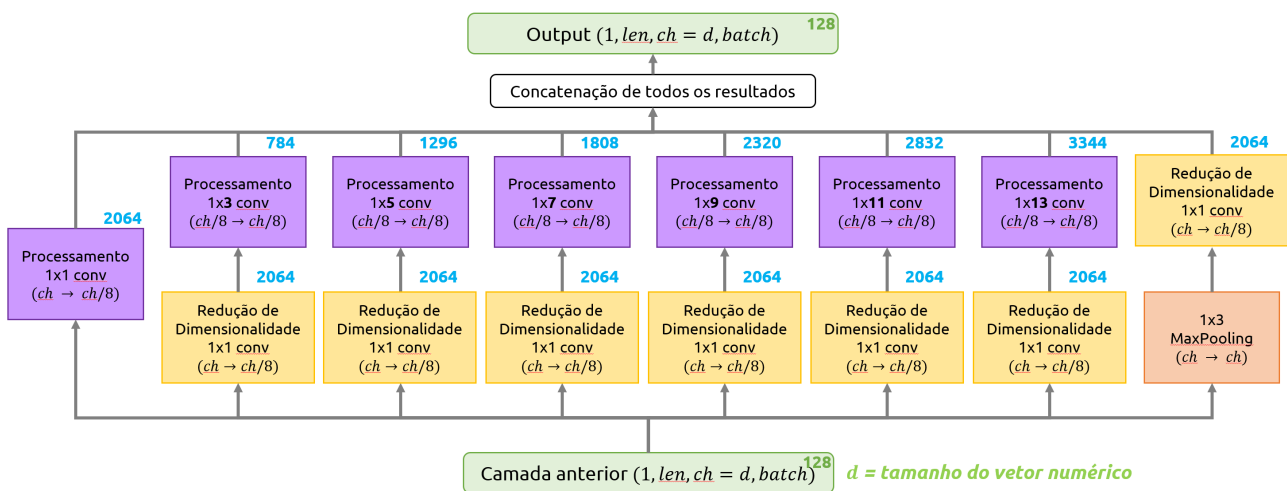 128
Output (1, len, ch = d, batch)
Concatenação de todos os resultados
784
1296
1808
2320
2832
3344
2064
Processamento
1x3 conv
(ch/8 → ch/8)
Processamento
1x5 conv
(ch/8 → ch/8)
Processamento
1x7 conv
(ch/8 → ch/8)
Processamento
1x9 conv
(ch/8 → ch/8)
Processamento
1x11 conv
(ch/8 → ch/8)
Processamento
1x13 conv
(ch/8 → ch/8)
Redução de
Dimensionalidade
1x1 conv
(ch → ch/8)
2064
Processamento
1x1 conv
(ch → ch/8)
2064
2064
2064
2064
2064
2064
Redução de
Dimensionalidade
1x1 conv
(ch → ch/8)
Redução de
Dimensionalidade
1x1 conv
(ch → ch/8)
Redução de
Dimensionalidade
1x1 conv
(ch → ch/8)
Redução de
Dimensionalidade
1x1 conv
(ch → ch/8)
Redução de
Dimensionalidade
1x1 conv
(ch → ch/8)
Redução de
Dimensionalidade
1x1 conv
(ch → ch/8)
1x3
MaxPooling
(ch → ch)
128
Camada anterior (1, len, ch = d, batch)
d = tamanho do vetor numérico